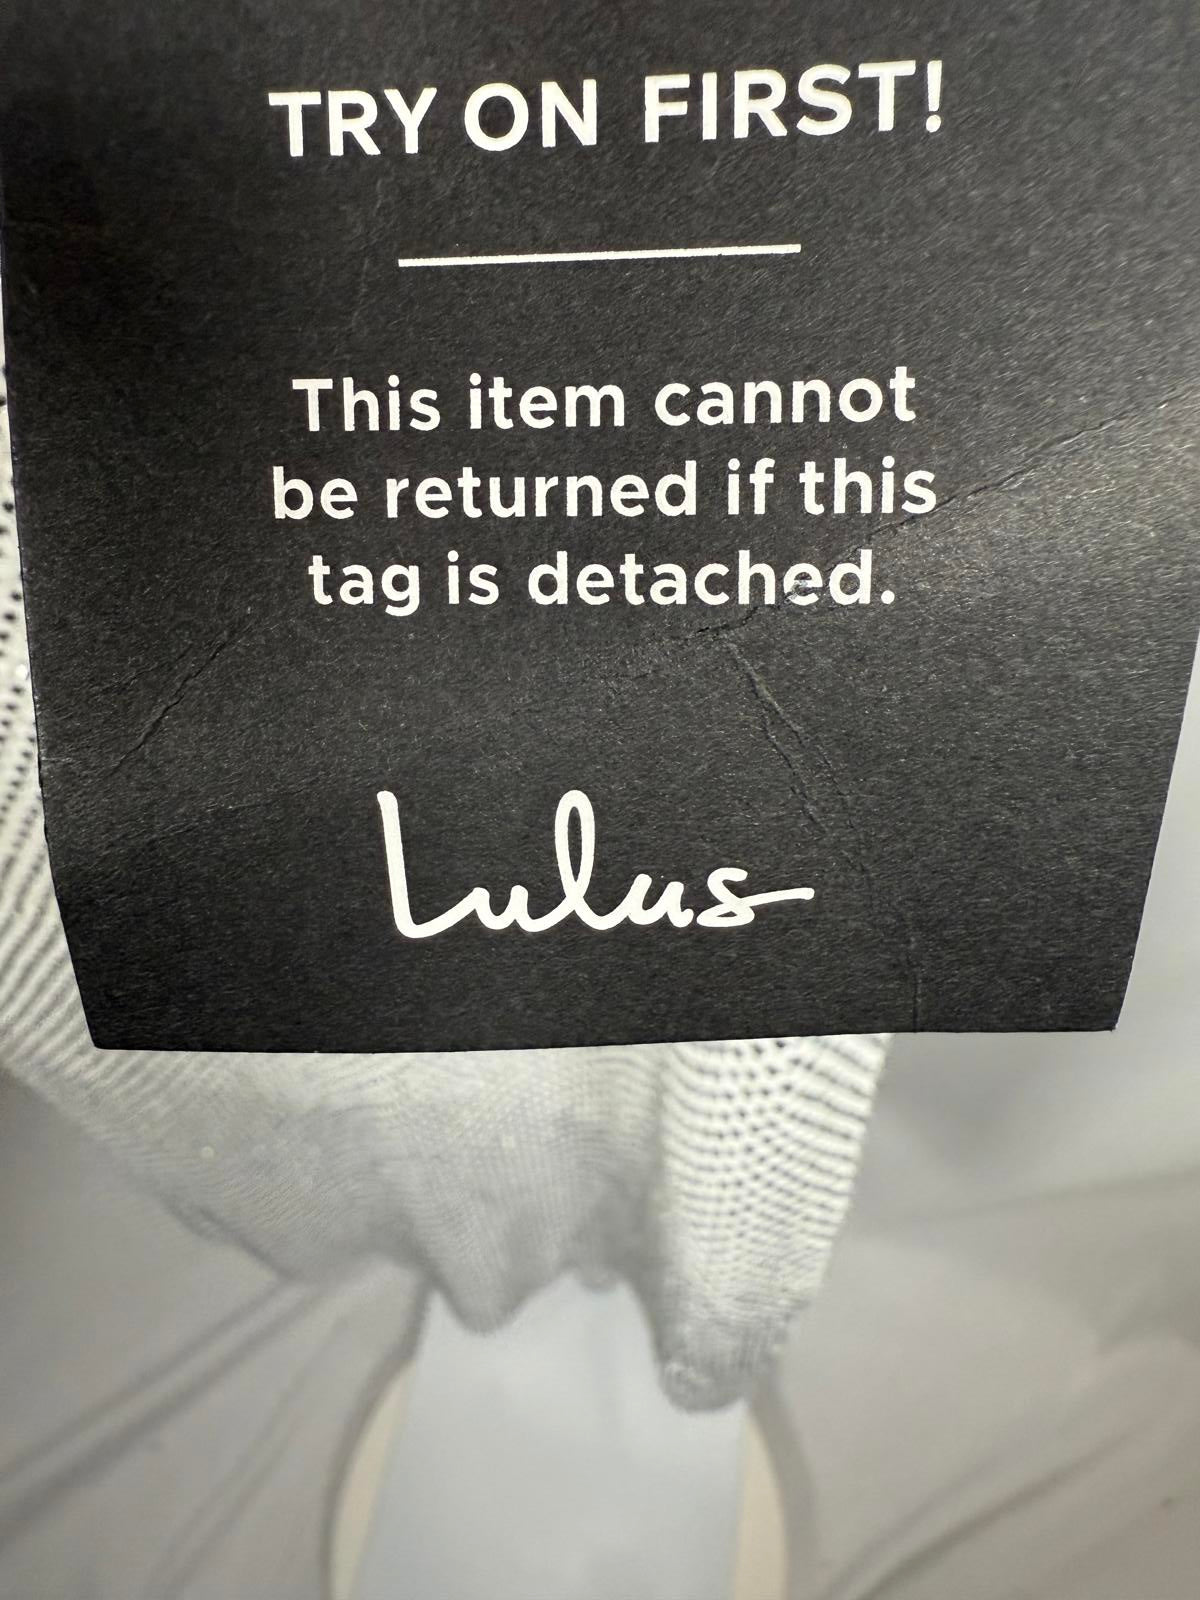 TRY ON FIRST!
This item cannot
be returned if this
tag is detached.
Lulus